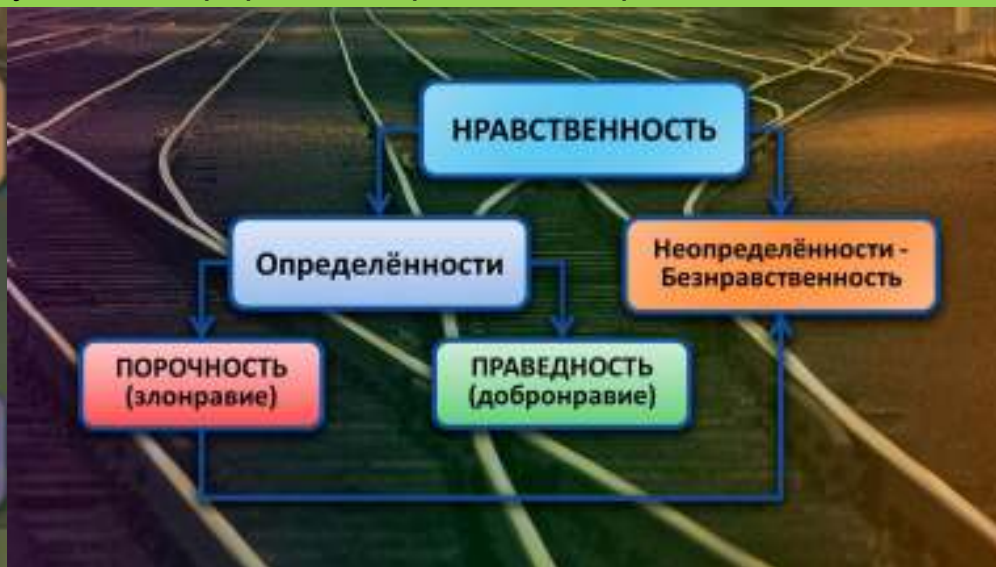 НРАВСТВЕННОСТЬ
Определённости
Неопределённости -
Безнравственность
ПОРОЧНОСТЬ
(злонравие)
ПРАВЕДНОСТЬ
(добронравие)